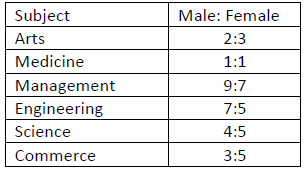 Subject Male: Female
Arts 2:3
Medicine 1:1
Management 9:7
Engineering 7:5
Science 4:5
Commerce 3:5